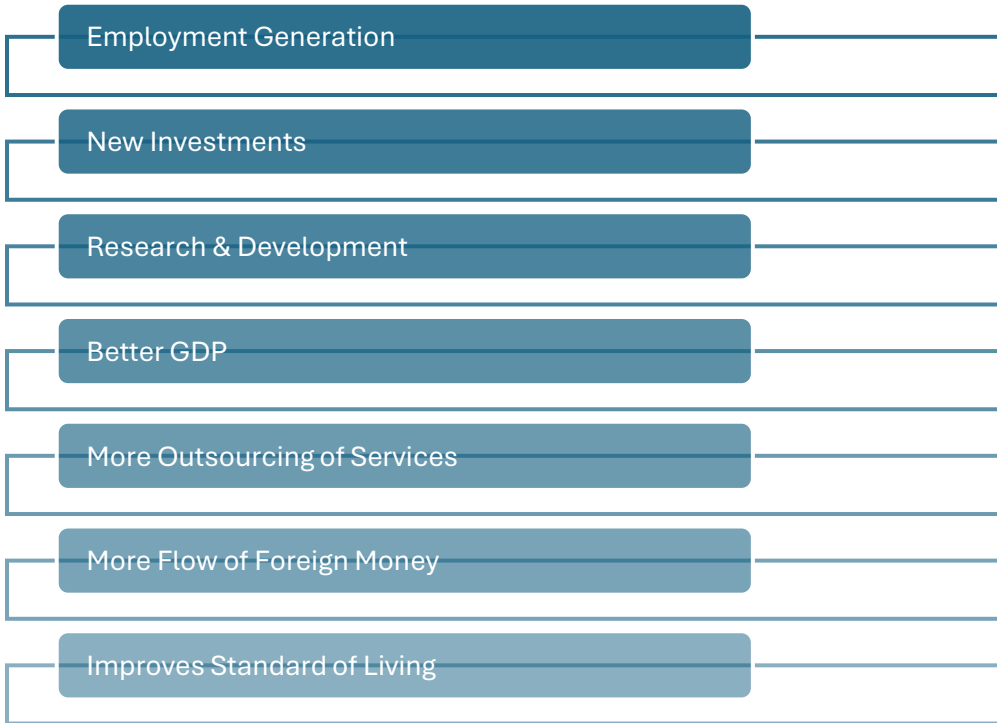 Employment Generation
New Investments
Research & Development
Better GDP
More Outsourcing of Services
More Flow of Foreign Money
Improves Standard of Living